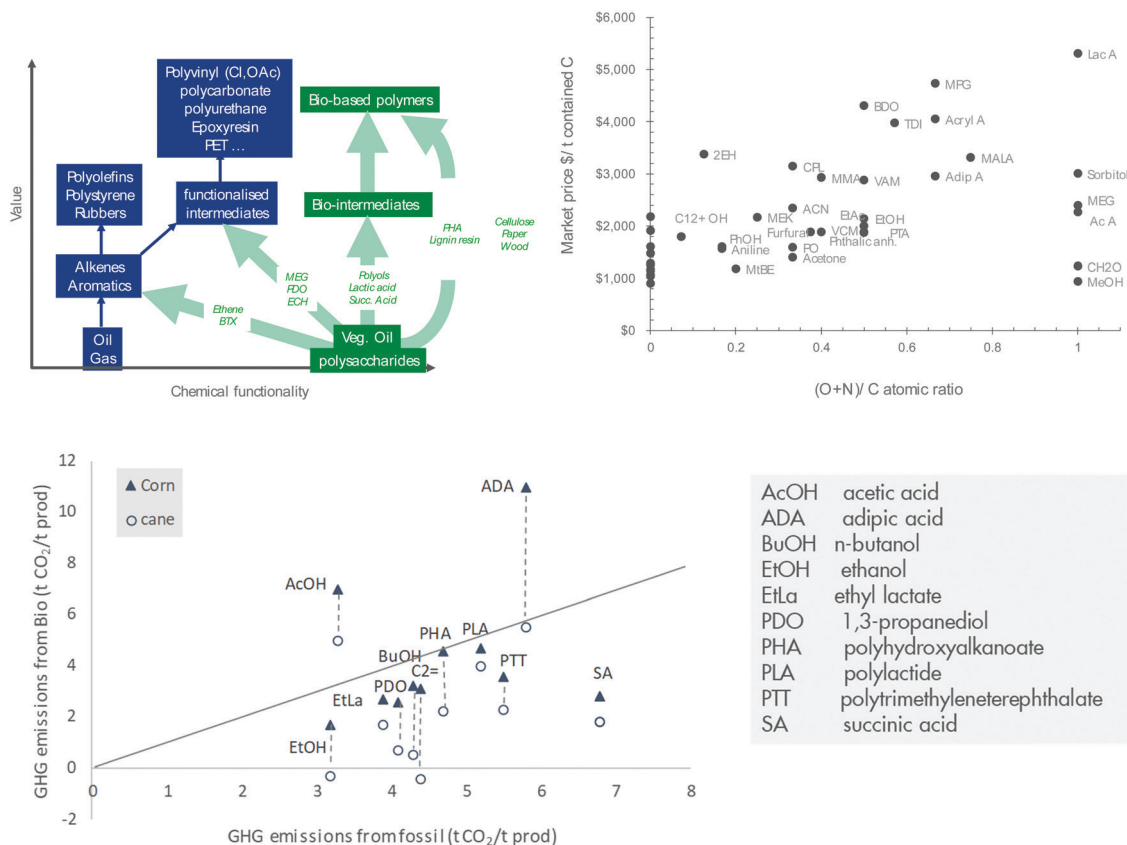 Value
Polyvinyl (Cl,OAc)
polycarbonate
polyurethane
Epoxyresin
PET ...
Bio-based polymers
Polyolefins
Polystyrene
Rubbers
functionalised
intermediates
Bio-intermediates
PHA
Lignin resin
Cellulose
Paper
Wood
Alkenes
Aromatics
Ethene
BTX
MEG
PDO
ECH
Polyols
Lactic acid
Succ. Acid
Oil
Gas
Veg. Oil
polysaccharides
Chemical functionality
Market price $/ t contained C
$6,000
$5,000
$4,000
$3,000
$2,000
$1,000
$0
Lac A
MPG
BDO
TDI
Acryl A
2EH
CPL
MALA
MMA
VAM
Adip A
Sorbitol
MEG
Ac A
C12+ OH
MEK
ACN
EtAc
EtOH
PTA
Furfural
VCM
Phthalic anh.
PhOH
Aniline
PO
Acetone
MtBE
CH2O
MeOH
0 0.2 0.4 0.6 0.8 1
(O+N)/ C atomic ratio
GHG emissions from Bio (t CO2/t prod)
12
10
8
6
4
2
0
-2
Corn
cane
ADA
AcOH
PHA
PLA
BuOH
C2=
PTT
SA
EtLa
PDO
EtOH
0 1 2 3 4 5 6 7 8
GHG emissions from fossil (t CO2/t prod)
AcOH acetic acid
ADA adipic acid
BuOH n-butanol
EtOH ethanol
EtLa ethyl lactate
PDO 1,3-propanediol
PHA polyhydroxyalkanoate
PLA polylactide
PTT polytrimethyleneterephthalate
SA succinic acid